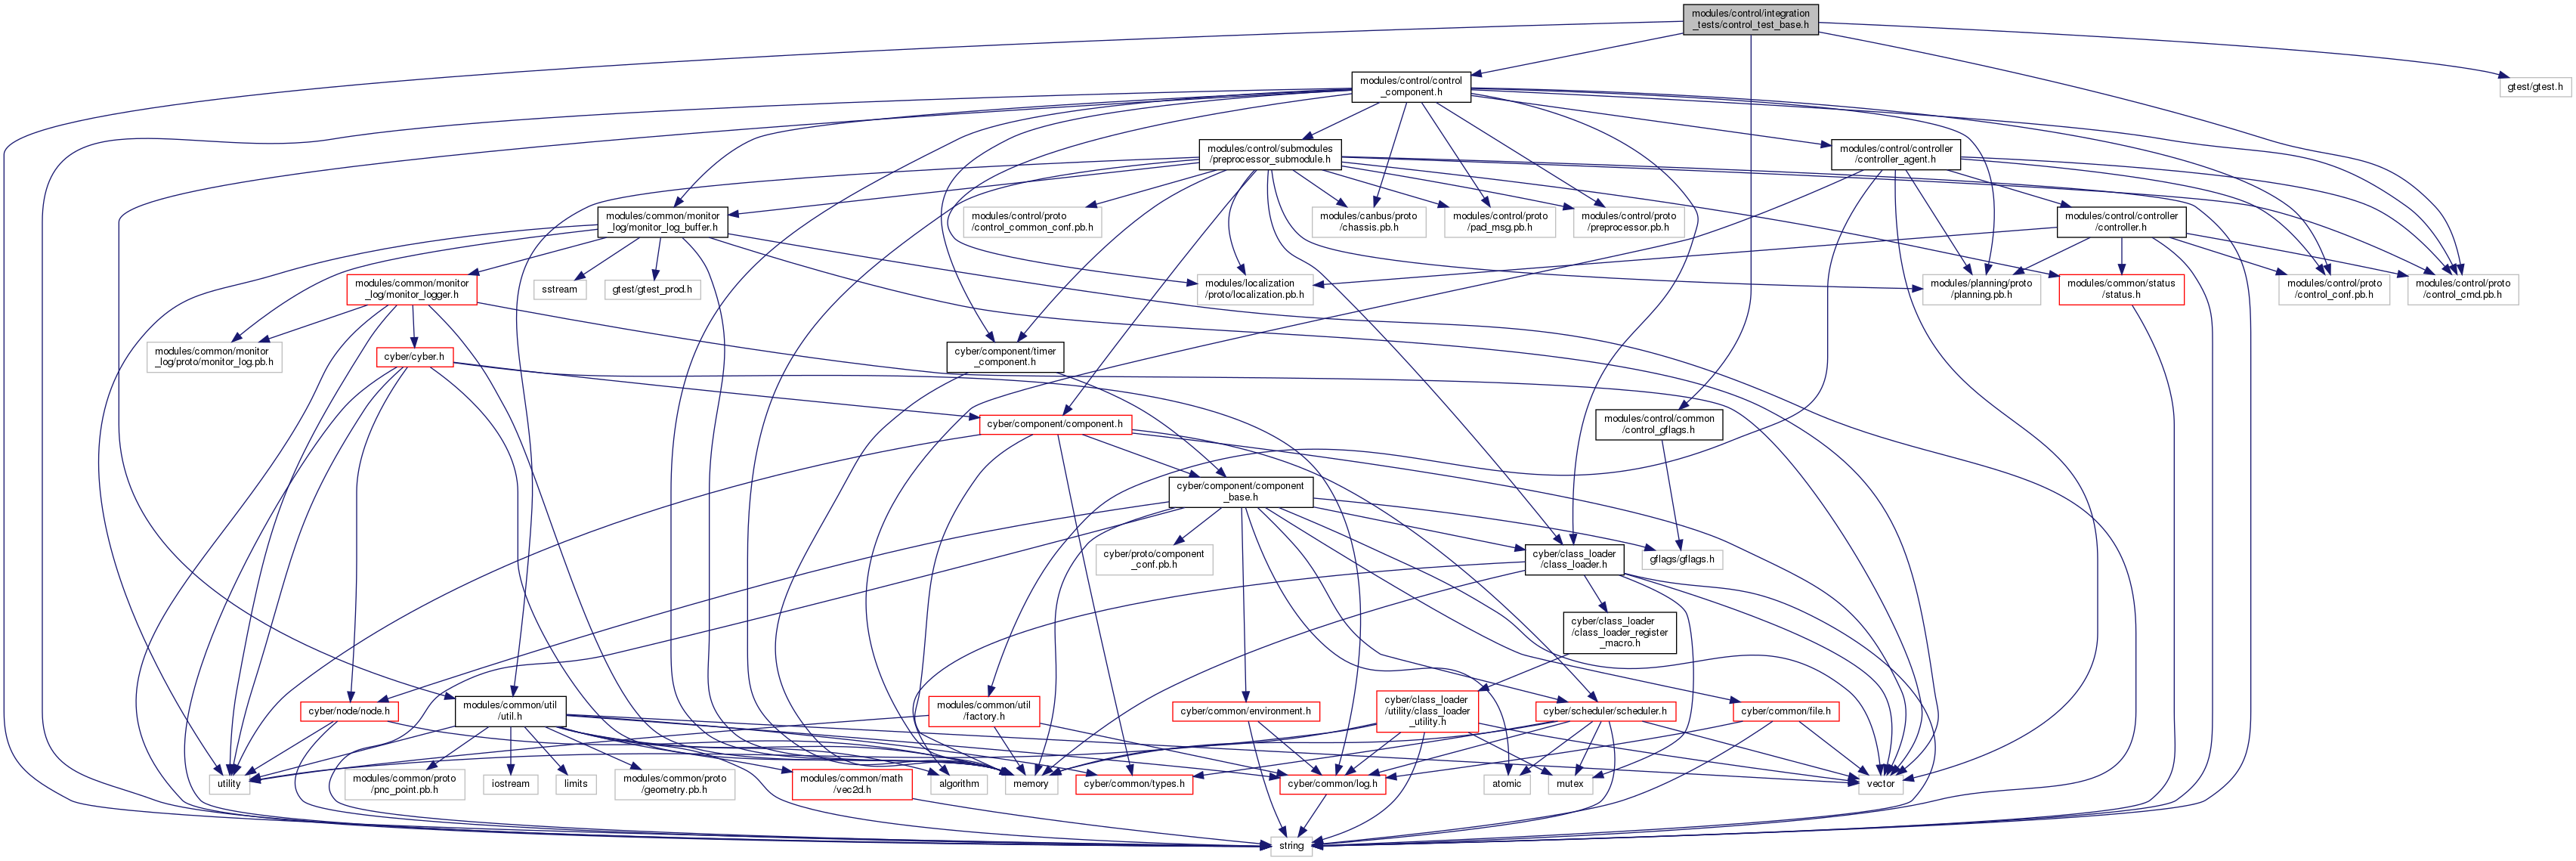 modules/control/integration
_tests/control_test_base.h
modules/control/control
_component.h
gtest/gtest.h
modules/control/submodules
/preprocessor_submodule.h
modules/control/controller
/controller_agent.h
modules/common/monitor
_log/monitor_log_buffer.h
modules/control/proto
/control_common_conf.pb.h
modules/canbus/proto
/chassis.pb.h
modules/control/proto
/pad_msg.pb.h
modules/control/proto
/preprocessor.pb.h
modules/control/controller
/controller.h
modules/common/monitor
_log/monitor_logger.h
sstream
gtest/gtest_prod.h
modules/localization
/proto/localization.pb.h
modules/planning/proto
/planning.pb.h
modules/common/status
/status.h
modules/control/proto
/control_conf.pb.h
modules/control/proto
/control_cmd.pb.h
modules/common/monitor
_log/proto/monitor_log.pb.h
cyber/cyber.h
cyber/component/timer
_component.h
cyber/component/component.h
modules/control/common
/control_gflags.h
cyber/component/component
_base.h
cyber/proto/component
_conf.pb.h
cyber/class_loader
/class_loader.h
gflags/gflags.h
cyber/class_loader
/class_loader_register
_macro.h
cyber/node/node.h
modules/common/util
/util.h
modules/common/util
/factory.h
cyber/common/environment.h
cyber/class_loader
/utility/class_loader
_utility.h
cyber/scheduler/scheduler.h
cyber/common/file.h
utility
modules/common/proto
/pnc_point.pb.h
iostream
limits
modules/common/proto
/geometry.pb.h
modules/common/math
/vec2d.h
algorithm
memory
cyber/common/types.h
cyber/common/log.h
atomic
mutex
vector
string